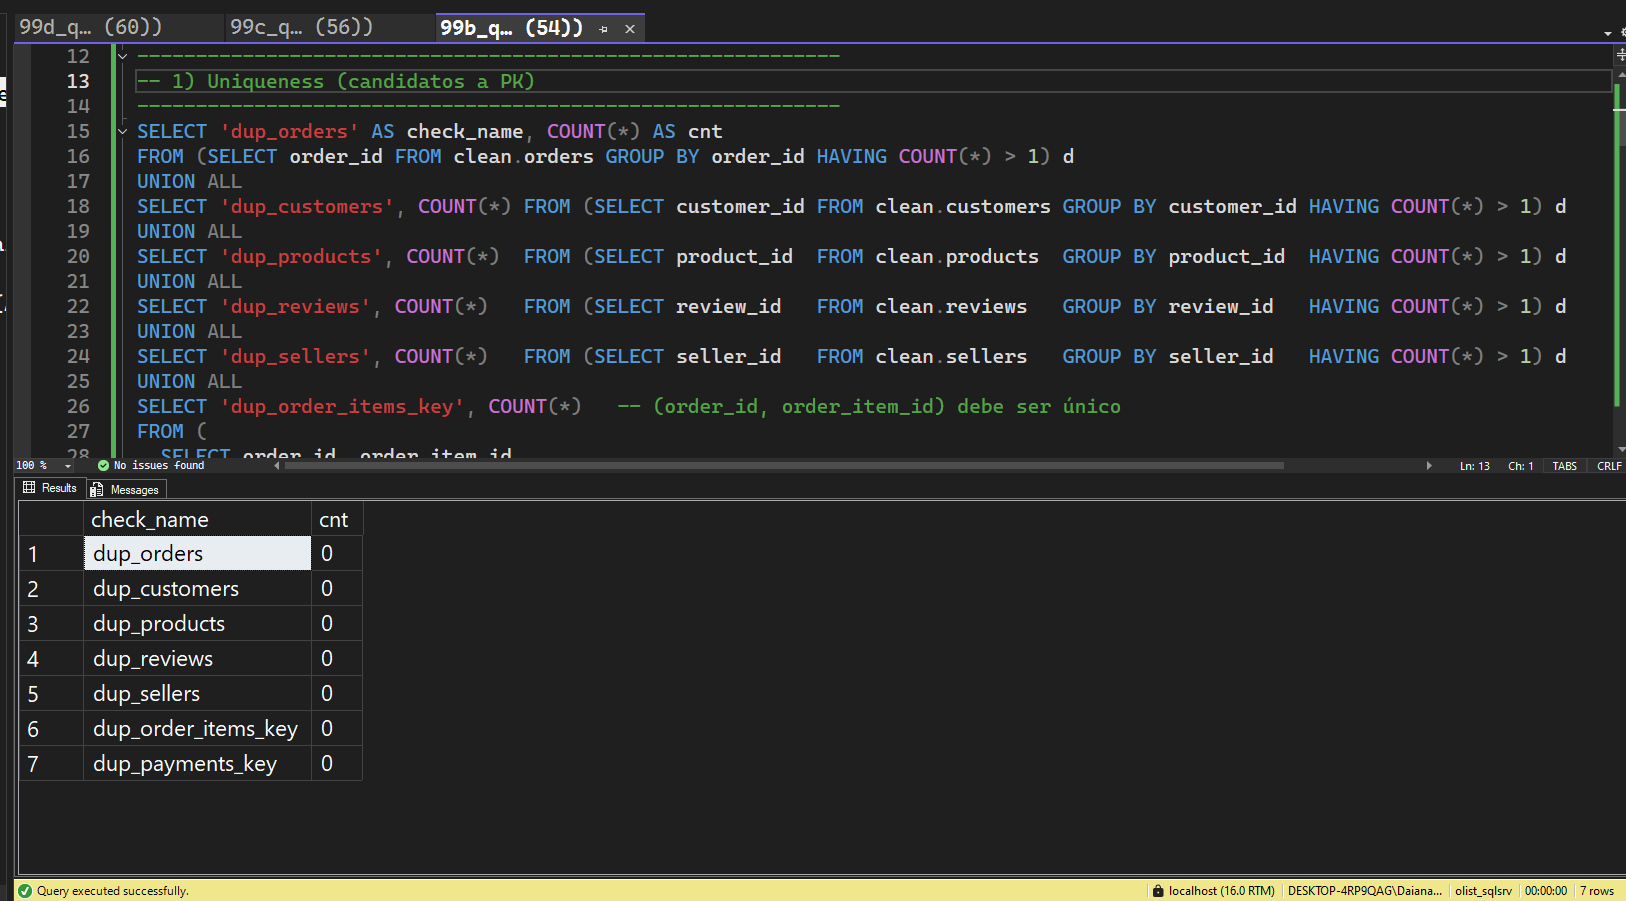 99d_q... (60))
99c_q... (56))
99b_q... (54))
12 ------------------------------------------------------------
13 -- 1) Uniqueness (candidatos a PK)
14 ------------------------------------------------------------
15 SELECT 'dup_orders' AS check_name, COUNT(*) AS cnt
16 FROM (SELECT order_id FROM clean.orders GROUP BY order_id HAVING COUNT(*) > 1) d
17 UNION ALL
18 SELECT 'dup_customers', COUNT(*) FROM (SELECT customer_id FROM clean.customers GROUP BY customer_id HAVING COUNT(*) > 1) d
19 UNION ALL
20 SELECT 'dup_products', COUNT(*)  FROM (SELECT product_id  FROM clean.products  GROUP BY product_id  HAVING COUNT(*) > 1) d
21 UNION ALL
22 SELECT 'dup_reviews', COUNT(*)   FROM (SELECT review_id   FROM clean.reviews   GROUP BY review_id   HAVING COUNT(*) > 1) d
23 UNION ALL
24 SELECT 'dup_sellers', COUNT(*)   FROM (SELECT seller_id   FROM clean.sellers   GROUP BY seller_id   HAVING COUNT(*) > 1) d
25 UNION ALL
26 SELECT 'dup_order_items_key', COUNT(*)   -- (order_id, order_item_id) debe ser único
27 FROM (
28 SELECT order_id, order_item_id
100 % No issues found Ln: 13 Ch: 1 TABS CRLF
Results Messages
check_name cnt
1 dup_orders 0
2 dup_customers 0
3 dup_products 0
4 dup_reviews 0
5 dup_sellers 0
6 dup_order_items_key 0
7 dup_payments_key 0
Query executed successfully. localhost (16.0 RTM) DESKTOP-4RP9QAG\Daiana... olist_sqlsrv 00:00:00 7 rows